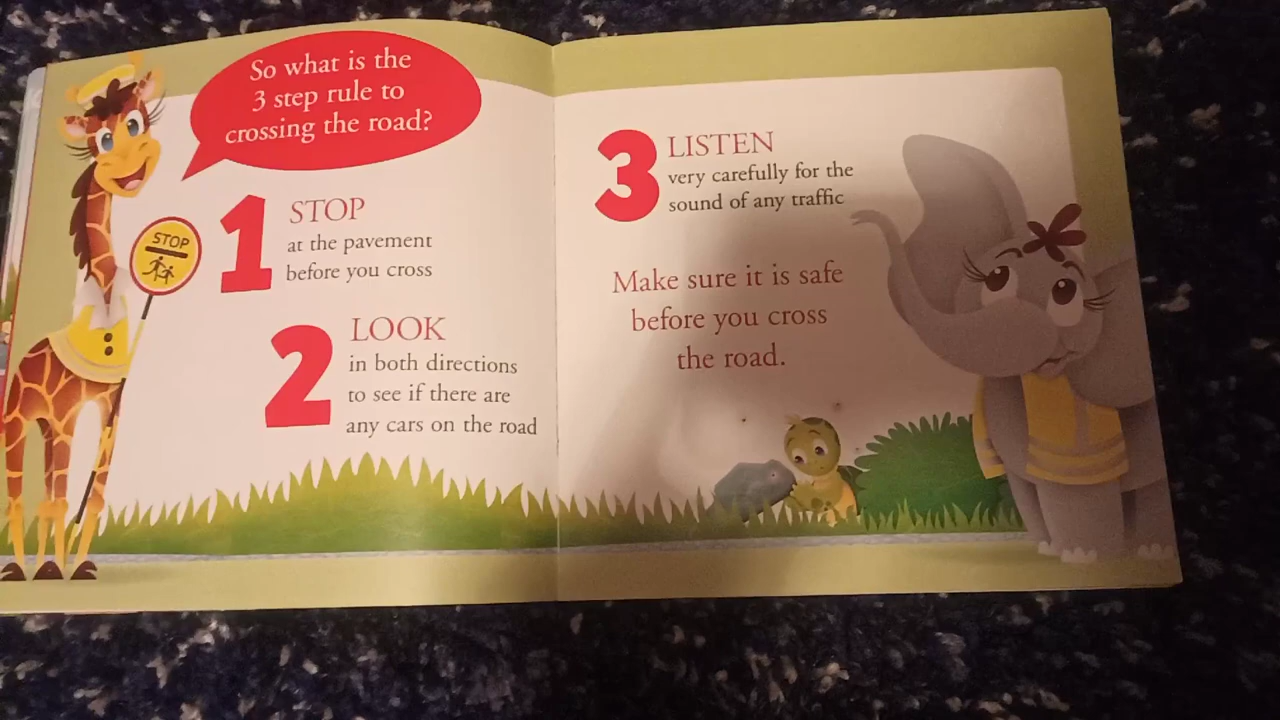 So what is the
3 step rule to
crossing the road?
STOP
1 STOP
at the pavement
before you cross
2 LOOK
in both directions
to see if there are
any cars on the road
3 LISTEN
very carefully for the
sound of any traffic
Make sure it is safe
before you cross
the road.